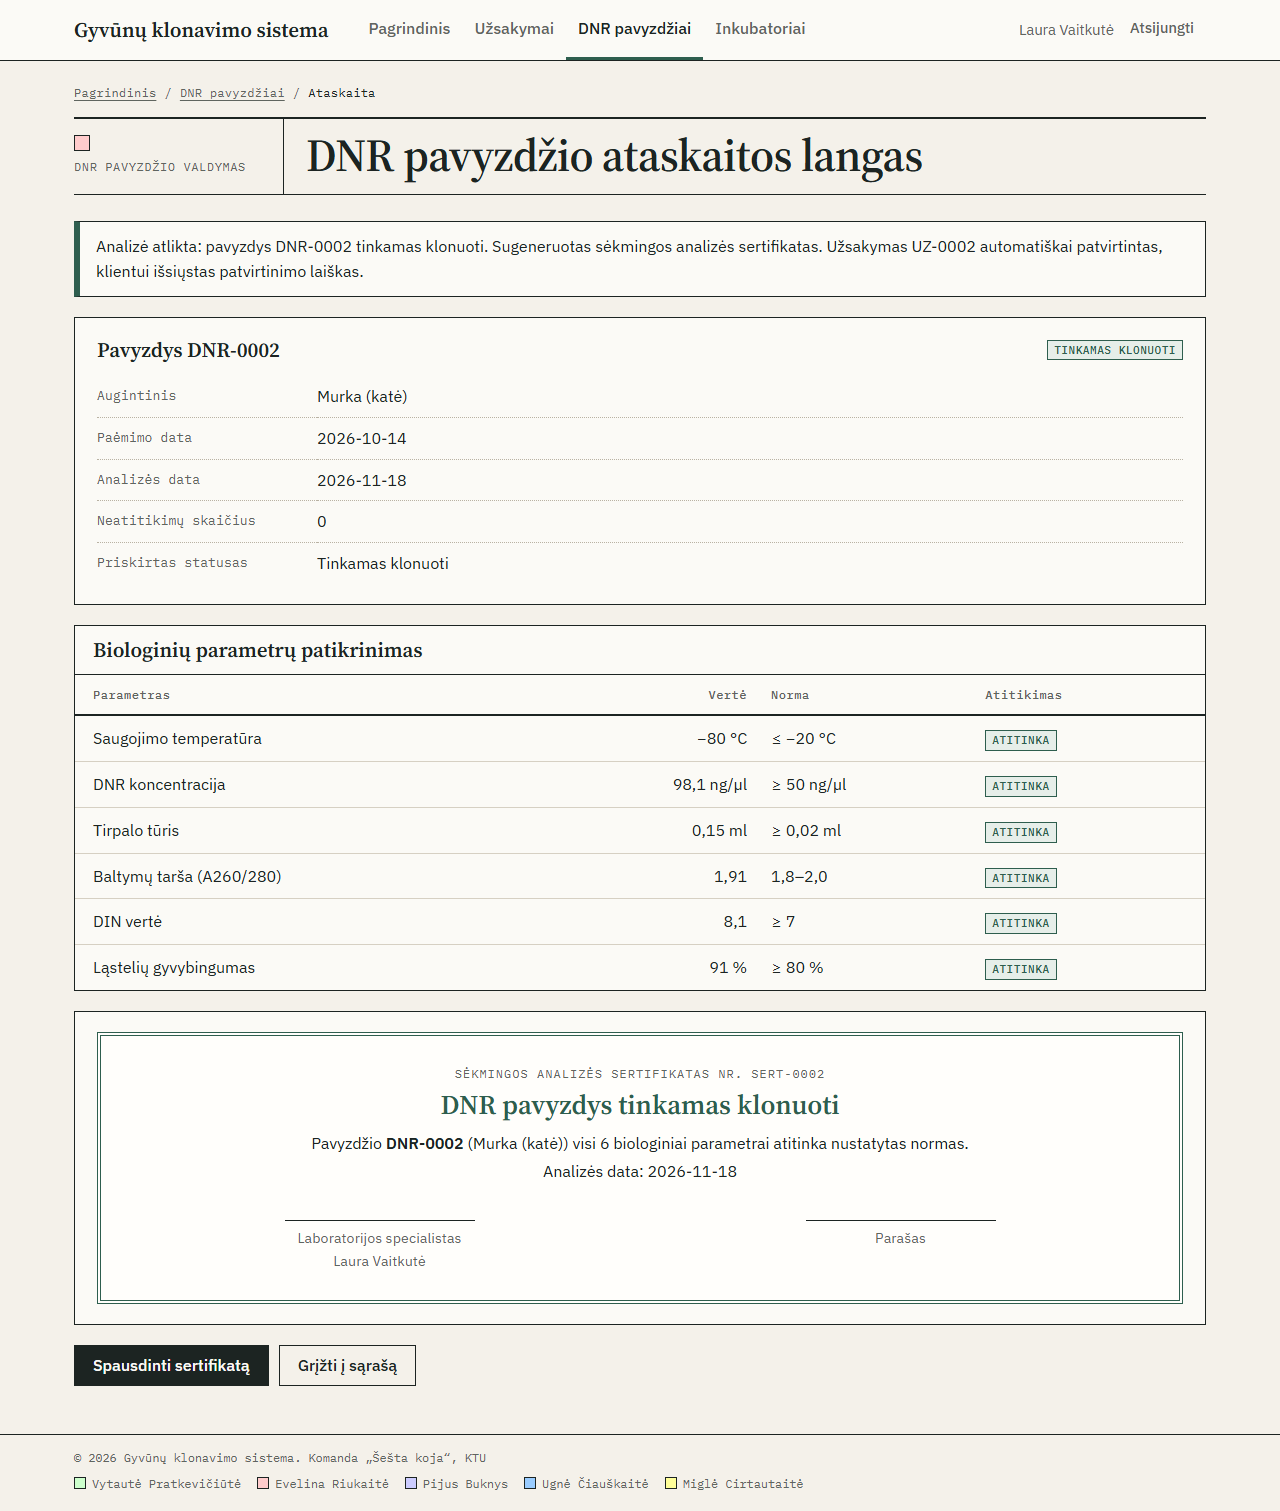 Gyvūnų klonavimo sistema Pagrindinis Užsakymai DNR pavyzdžiai Inkubatoriai Laura Vaitkutė Atsijungti
Pagrindinis / DNR pavyzdžiai / Ataskaita
DNR PAVYZDŽIO VALDYMAS
DNR pavyzdžio ataskaitos langas
Analizė atlikta: pavyzdys DNR-0002 tinkamas klonuoti. Sugeneruotas sėkmingos analizės sertifikatas. Užsakymas UZ-0002 automatiškai patvirtintas,
klientui išsiųstas patvirtinimo laiškas.
Pavyzdys DNR-0002 TINKAMAS KLONUOTI
Augintinis Murka (katė)
Paėmimo data 2026-10-14
Analizės data 2026-11-18
Neatitikimų skaičius 0
Priskirtas statusas Tinkamas klonuoti
Biologinių parametrų patikrinimas
Parametras Vertė Norma Atitikimas
Saugojimo temperatūra −80 °C ≤ −20 °C ATITINKA
DNR koncentracija 98,1 ng/µl ≥ 50 ng/µl ATITINKA
Tirpalo tūris 0,15 ml ≥ 0,02 ml ATITINKA
Baltymų tarša (A260/280) 1,91 1,8–2,0 ATITINKA
DIN vertė 8,1 ≥ 7 ATITINKA
Ląstelių gyvybingumas 91 % ≥ 80 % ATITINKA
SĖKMINGOS ANALIZĖS SERTIFIKATAS NR. SERT-0002
DNR pavyzdys tinkamas klonuoti
Pavyzdžio DNR-0002 (Murka (katė)) visi 6 biologiniai parametrai atitinka nustatytas normas.
Analizės data: 2026-11-18
Laboratorijos specialistas Parašas
Laura Vaitkutė
Spausdinti sertifikatą Grįžti į sąrašą
© 2026 Gyvūnų klonavimo sistema. Komanda „Šešta koja“, KTU
Vytautė Pratkevičiūtė Evelina Riukaitė Pijus Buknys Ugnė Čiauškaitė Miglė Cirtautaitė